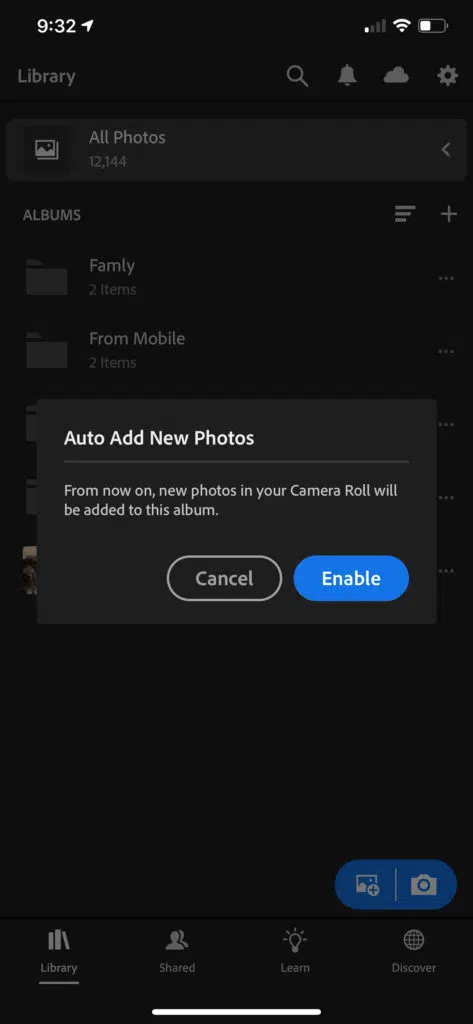 9:32
Library
All Photos
12,144
ALBUMS
Famly
2 Items
From Mobile
2 Items
Auto Add New Photos
From now on, new photos in your Camera Roll will
be added to this album.
Cancel
Enable
Library
Shared
Learn
Discover